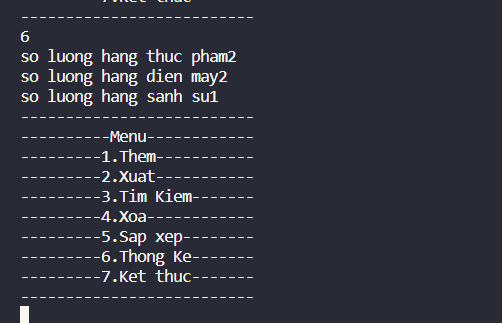 ---------7.Ket thuc-------
--------------------------
6
so luong hang thuc pham2
so luong hang dien may2
so luong hang sanh su1
--------------------------
----------Menu------------
---------1.Them-----------
---------2.Xuat-----------
---------3.Tim Kiem-------
---------4.Xoa------------
---------5.Sap xep--------
---------6.Thong Ke-------
---------7.Ket thuc-------
--------------------------